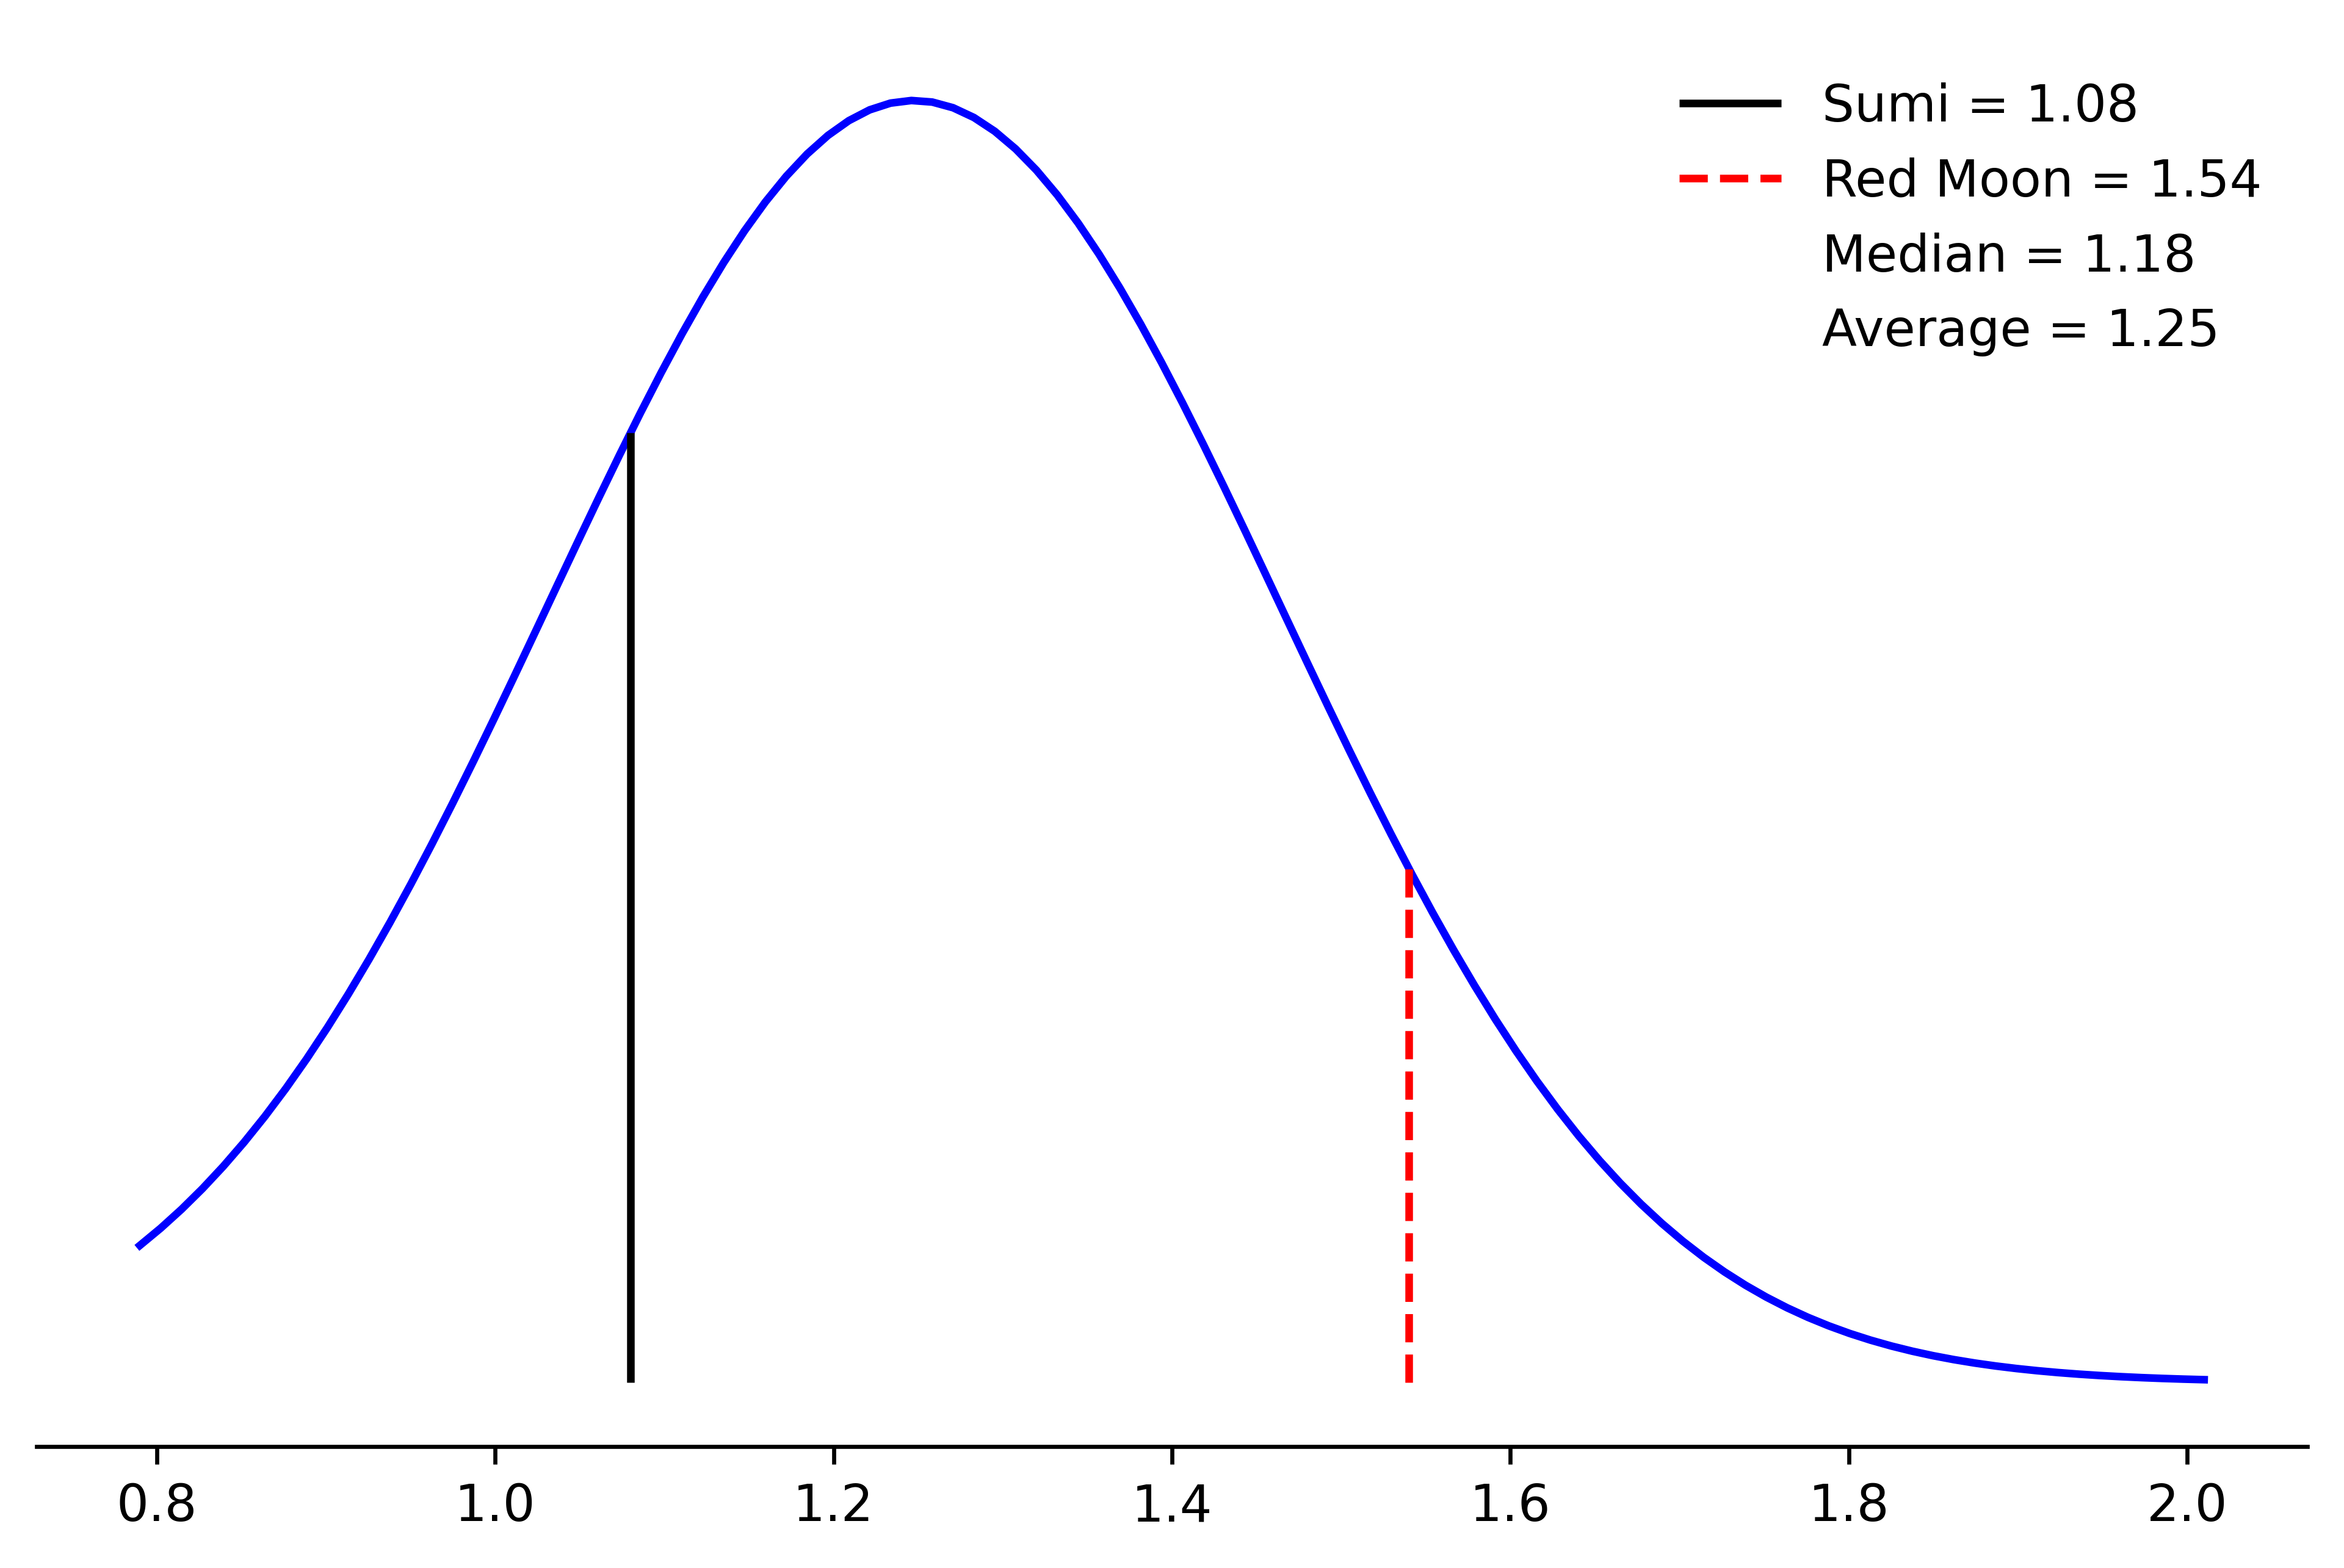 Sumi = 1.08
Red Moon = 1.54
Median = 1.18
Average = 1.25
0.8 1.0 1.2 1.4 1.6 1.8 2.0